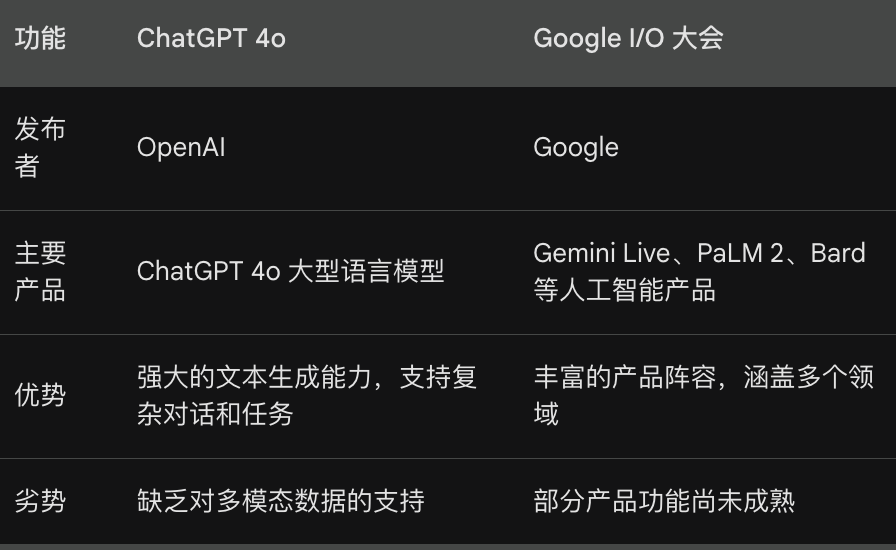 功能 ChatGPT 4o Google I/O 大会
发布
者
OpenAI
Google
主要
产品
ChatGPT 4o 大型语言模型
Gemini Live、PaLM 2、Bard
等人工智能产品
优势
强大的文本生成能力，支持复
杂对话和任务
丰富的产品阵容，涵盖多个领
域
劣势 缺乏对多模态数据的支持 部分产品功能尚未成熟